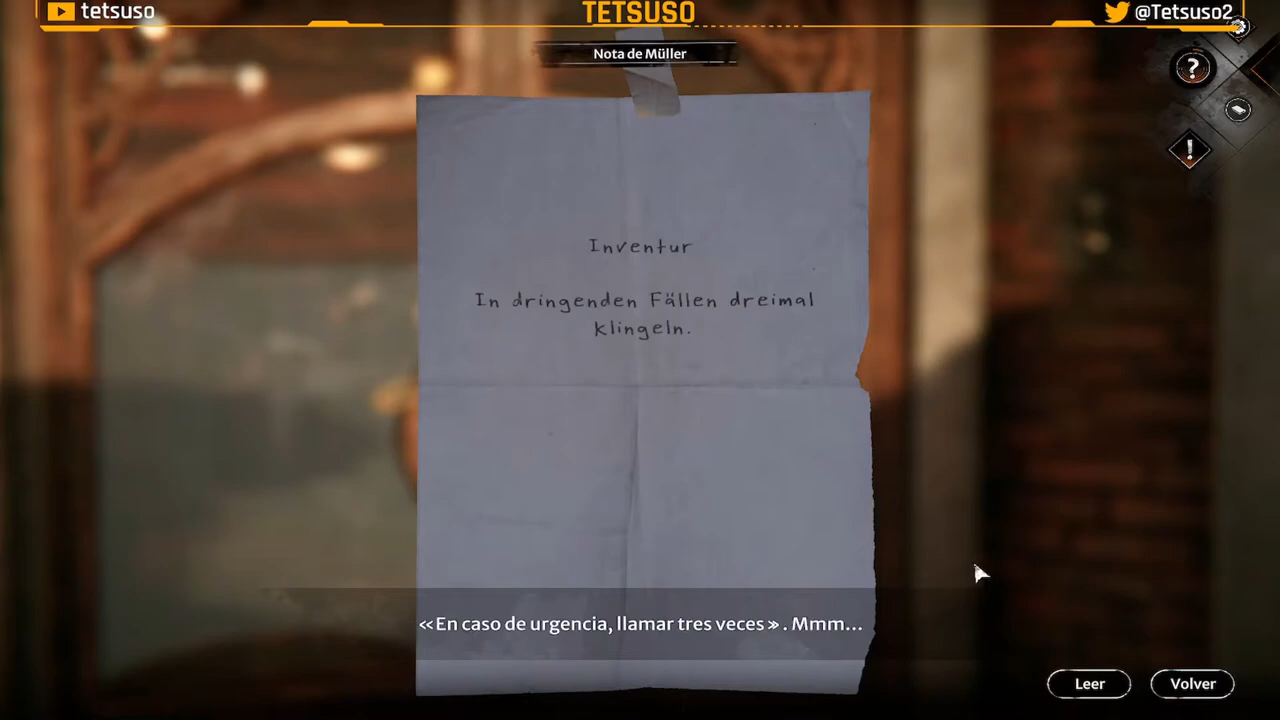 tetsuso
TETSUSO
@Tetsuso2
Nota de Müller
?
!
Inventur
In dringenden Fällen dreimal
klingeln.
«En caso de urgencia, llamar tres veces». Mmm...
Leer
Volver